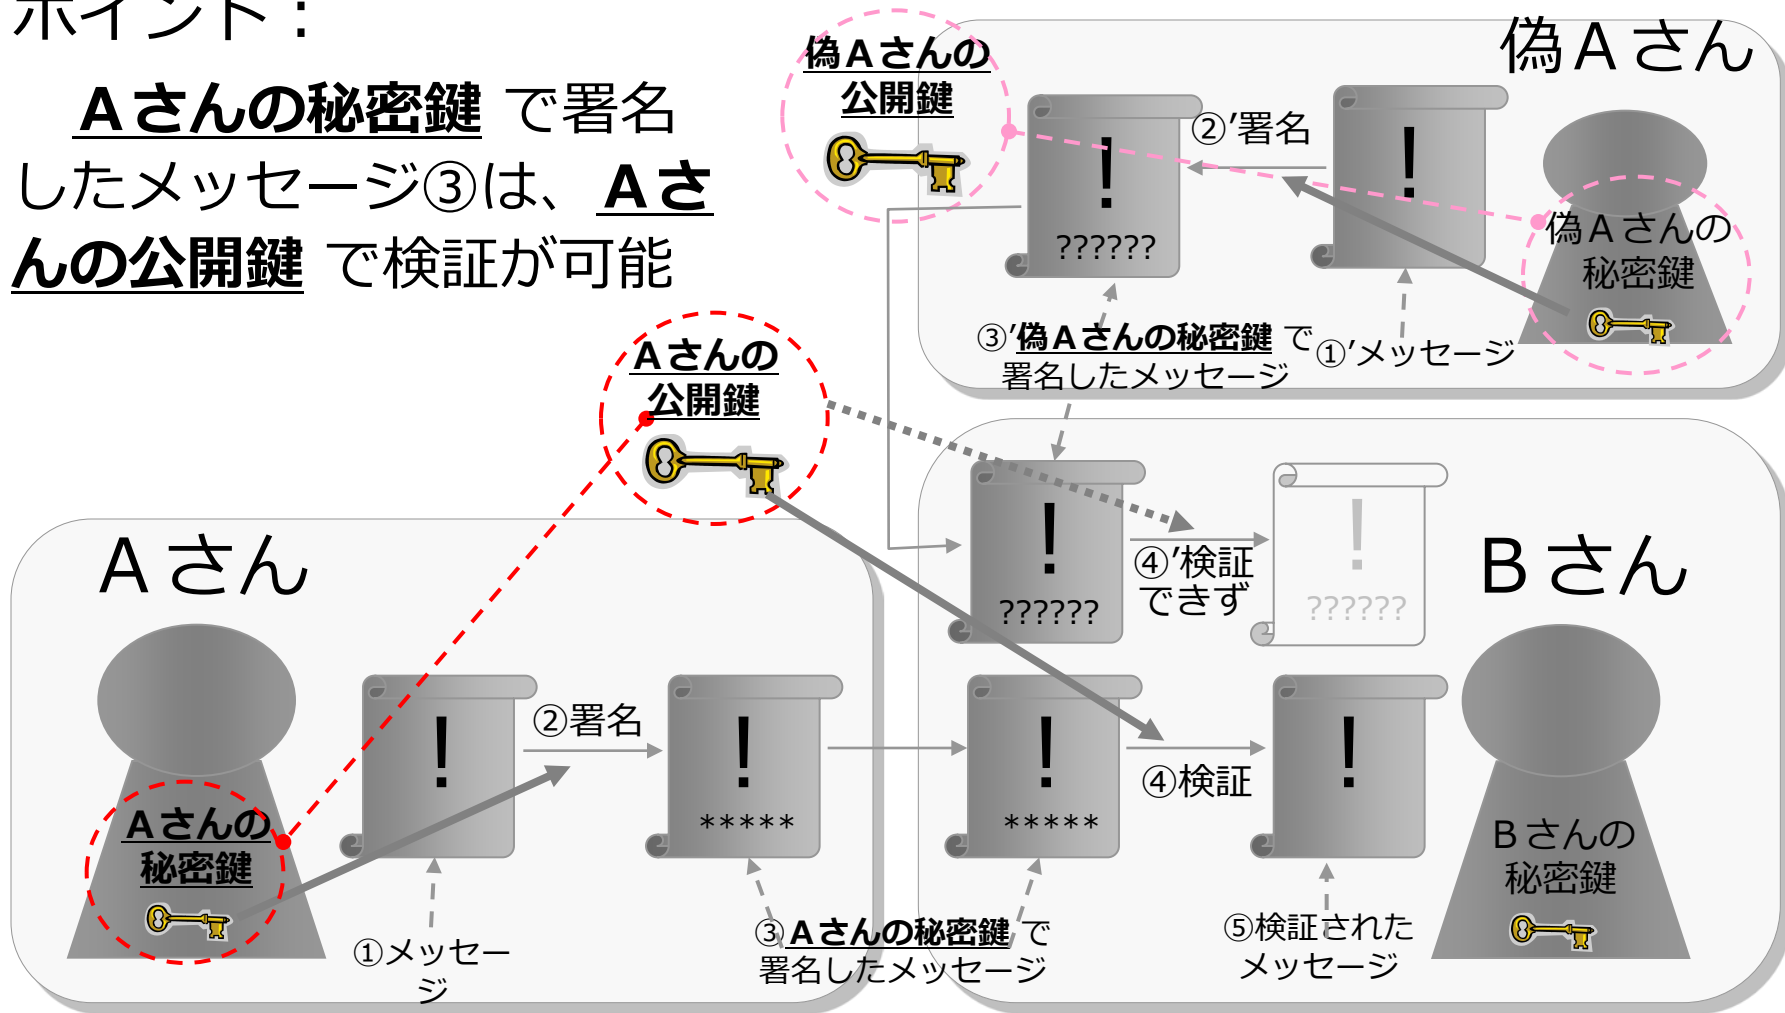 ポイント：
Ａさんの秘密鍵 で署名
したメッセージ③は、Ａさ
んの公開鍵 で検証が可能
偽Ａさん
偽Ａさんの
公開鍵
!
??????
②’署名
!
偽Ａさんの
秘密鍵
③’偽Ａさんの秘密鍵 で
署名したメッセージ
①’メッセージ
Ａさんの
公開鍵
Ａさん
Ａさんの
秘密鍵
!
②署名
!
*****
①メッセー
ジ
③Ａさんの秘密鍵 で
署名したメッセージ
Ｂさん
!
??????
④’検証
できず
!
??????
!
*****
④検証
!
⑤検証された
メッセージ
Ｂさんの
秘密鍵